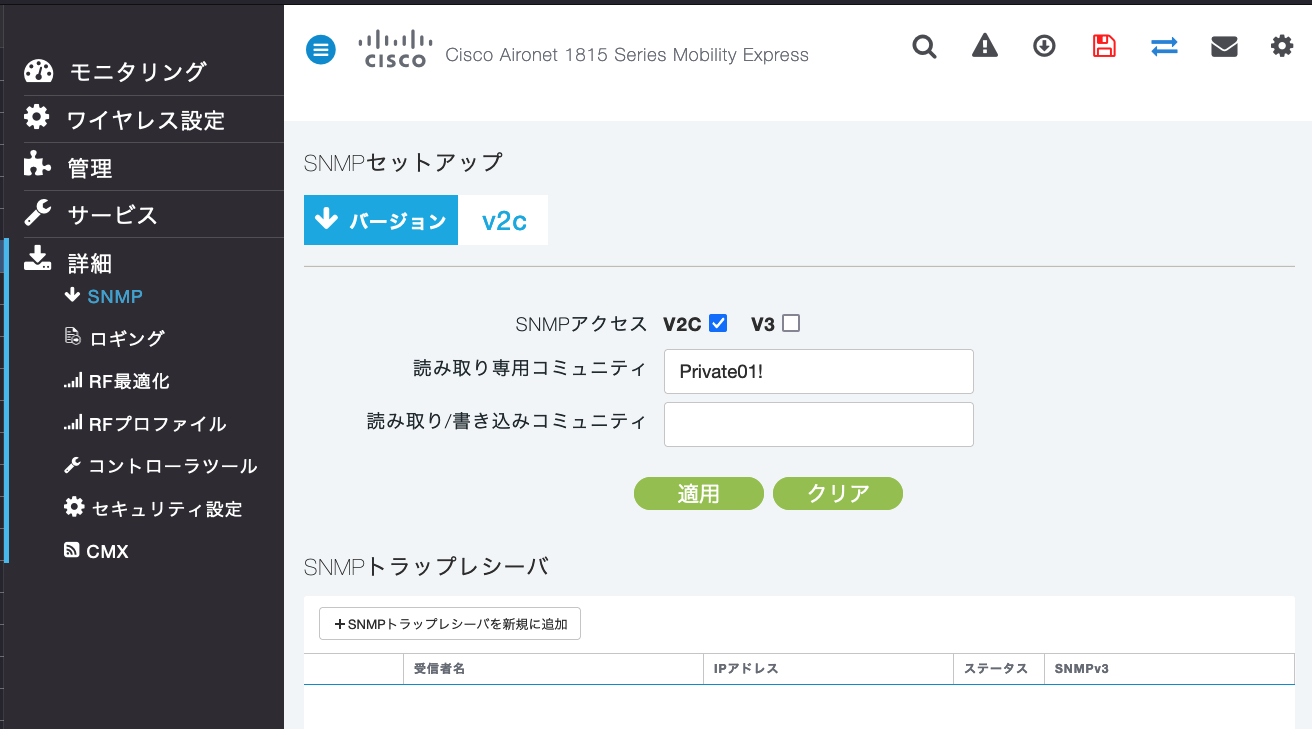 モニタリング
ワイヤレス設定
管理
サービス
詳細
SNMP
ロギング
RF最適化
RFプロファイル
コントローラツール
セキュリティ設定
CMX
CISCO Cisco Aironet 1815 Series Mobility Express
SNMPセットアップ
バージョン v2c
SNMPアクセス V2C V3
読み取り専用コミュニティ Private01!
読み取り/書き込みコミュニティ
適用 クリア
SNMPトラップレシーバ
+SNMPトラップレシーバを新規に追加
受信者名 IPアドレス ステータス SNMPv3